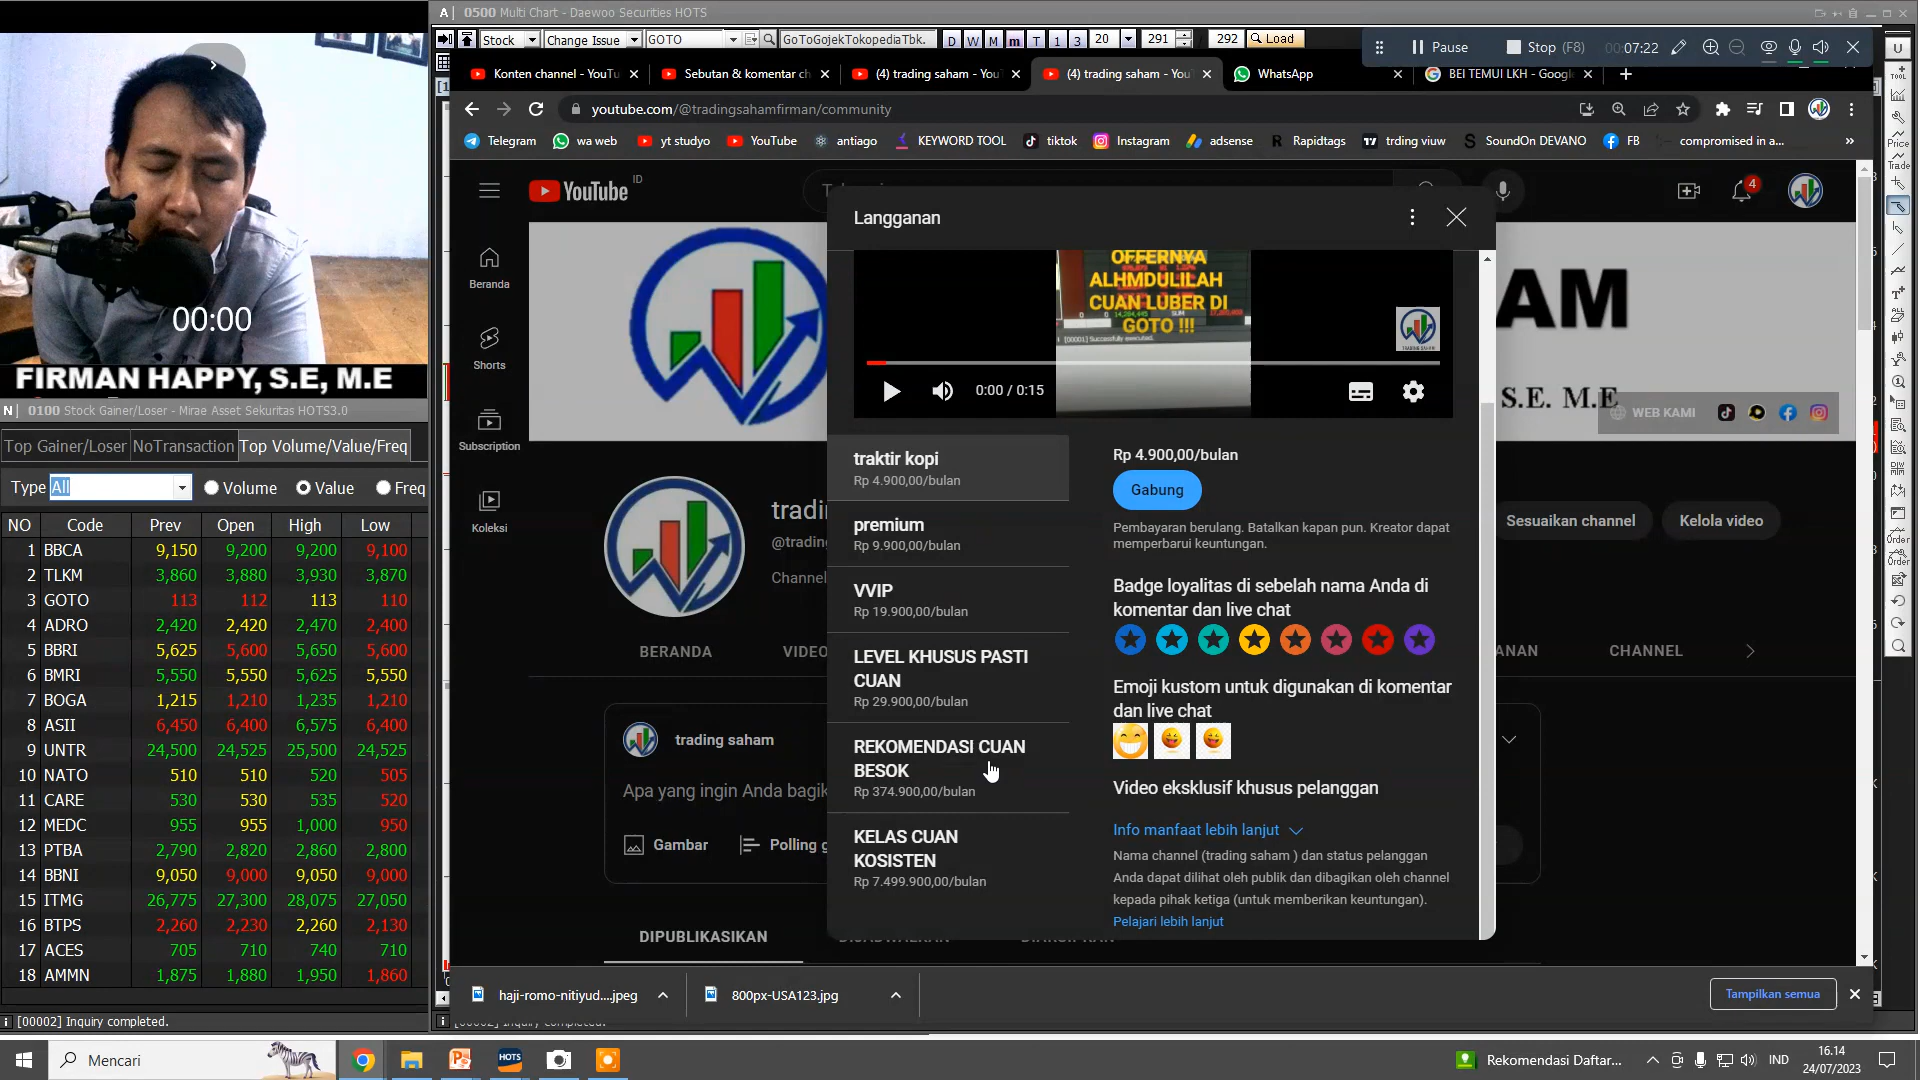 A 0500 Multi Chart - Daewoo Securities HOTS
Stock Change Issue GOTO GoToGojekTokopediaTbk. D W M m T 1 3 20 291 292 Load
Pause Stop (F8) 00:07:22
Konten channel - YouTu Sebutan & komentar ch (4) trading saham - You (4) trading saham - You WhatsApp BEI TEMUI LKH - Google
youtube.com/@tradingsahamfirman/community
Telegram wa web yt studyo YouTube antiago KEYWORD TOOL tiktok Instagram adsense Rapidtags trding viuw SoundOn DEVANO FB compromised in a...
YouTube ID
4
Beranda
Shorts
Subscription
Koleksi
Langganan
OFFERNYA
ALHMDULILAH
CUAN LUBER DI
GOTO !!!
0:00 / 0:15
AM
S.E. M.E
WEB KAMI
traktir kopi
Rp 4.900,00/bulan
premium
Rp 9.900,00/bulan
VVIP
Rp 19.900,00/bulan
LEVEL KHUSUS PASTI
CUAN
Rp 29.900,00/bulan
REKOMENDASI CUAN
BESOK
Rp 374.900,00/bulan
KELAS CUAN
KOSISTEN
Rp 7.499.900,00/bulan
Rp 4.900,00/bulan
Gabung
Pembayaran berulang. Batalkan kapan pun. Kreator dapat
memperbarui keuntungan.
Badge loyalitas di sebelah nama Anda di
komentar dan live chat
Emoji kustom untuk digunakan di komentar
dan live chat
Video eksklusif khusus pelanggan
Info manfaat lebih lanjut
Nama channel (trading saham ) dan status pelanggan
Anda dapat dilihat oleh publik dan dibagikan oleh channel
kepada pihak ketiga (untuk memberikan keuntungan).
Pelajari lebih lanjut
tradi
@trading
Channel
Sesuaikan channel Kelola video
BERANDA VIDEO ANAN CHANNEL
trading saham
Apa yang ingin Anda bagik
Gambar Polling g
DIPUBLIKASIKAN
00:00
FIRMAN HAPPY, S.E, M.E
N 0100 Stock Gainer/Loser - Mirae Asset Sekuritas HOTS3.0
Top Gainer/Loser NoTransaction Top Volume/Value/Freq
Type All Volume Value Freq
NO Code Prev Open High Low
1 BBCA 9,150 9,200 9,200 9,100
2 TLKM 3,860 3,880 3,930 3,870
3 GOTO 113 112 113 110
4 ADRO 2,420 2,420 2,470 2,400
5 BBRI 5,625 5,600 5,650 5,600
6 BMRI 5,550 5,550 5,625 5,550
7 BOGA 1,215 1,210 1,235 1,210
8 ASII 6,450 6,400 6,575 6,400
9 UNTR 24,500 24,525 25,500 24,525
10 NATO 510 510 520 505
11 CARE 530 530 535 520
12 MEDC 955 955 1,000 950
13 PTBA 2,790 2,820 2,860 2,800
14 BBNI 9,050 9,000 9,050 9,000
15 ITMG 26,775 27,300 28,075 27,050
16 BTPS 2,260 2,230 2,260 2,130
17 ACES 705 710 740 710
18 AMMN 1,875 1,880 1,950 1,860
[00002] Inquiry completed.
haji-romo-nitiyud....jpeg 800px-USA123.jpg Tampilkan semua
Mencari
HOTS
Rekomendasi Daftar...
IND
16.14
24/07/2023